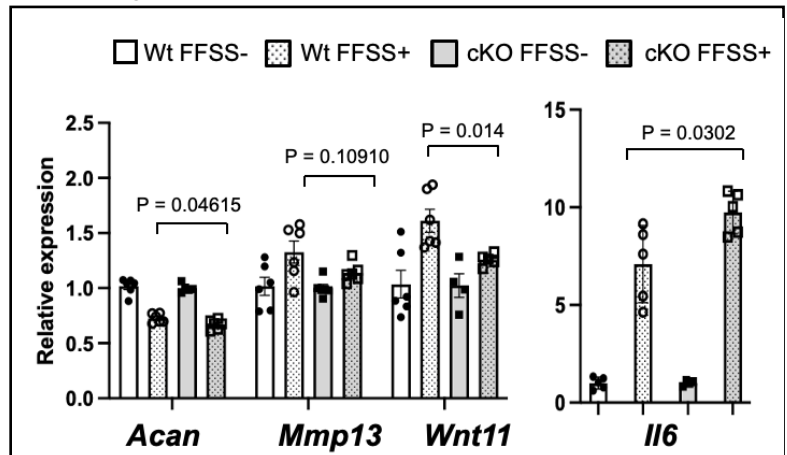 Wt FFSS- Wt FFSS+ cKO FFSS- cKO FFSS+
Relative expression
2.5
2.0
1.5
1.0
0.5
0.0
P = 0.04615
P = 0.10910
P = 0.014
Acan Mmp13 Wnt11
15
10
5
0
P = 0.0302
Il6